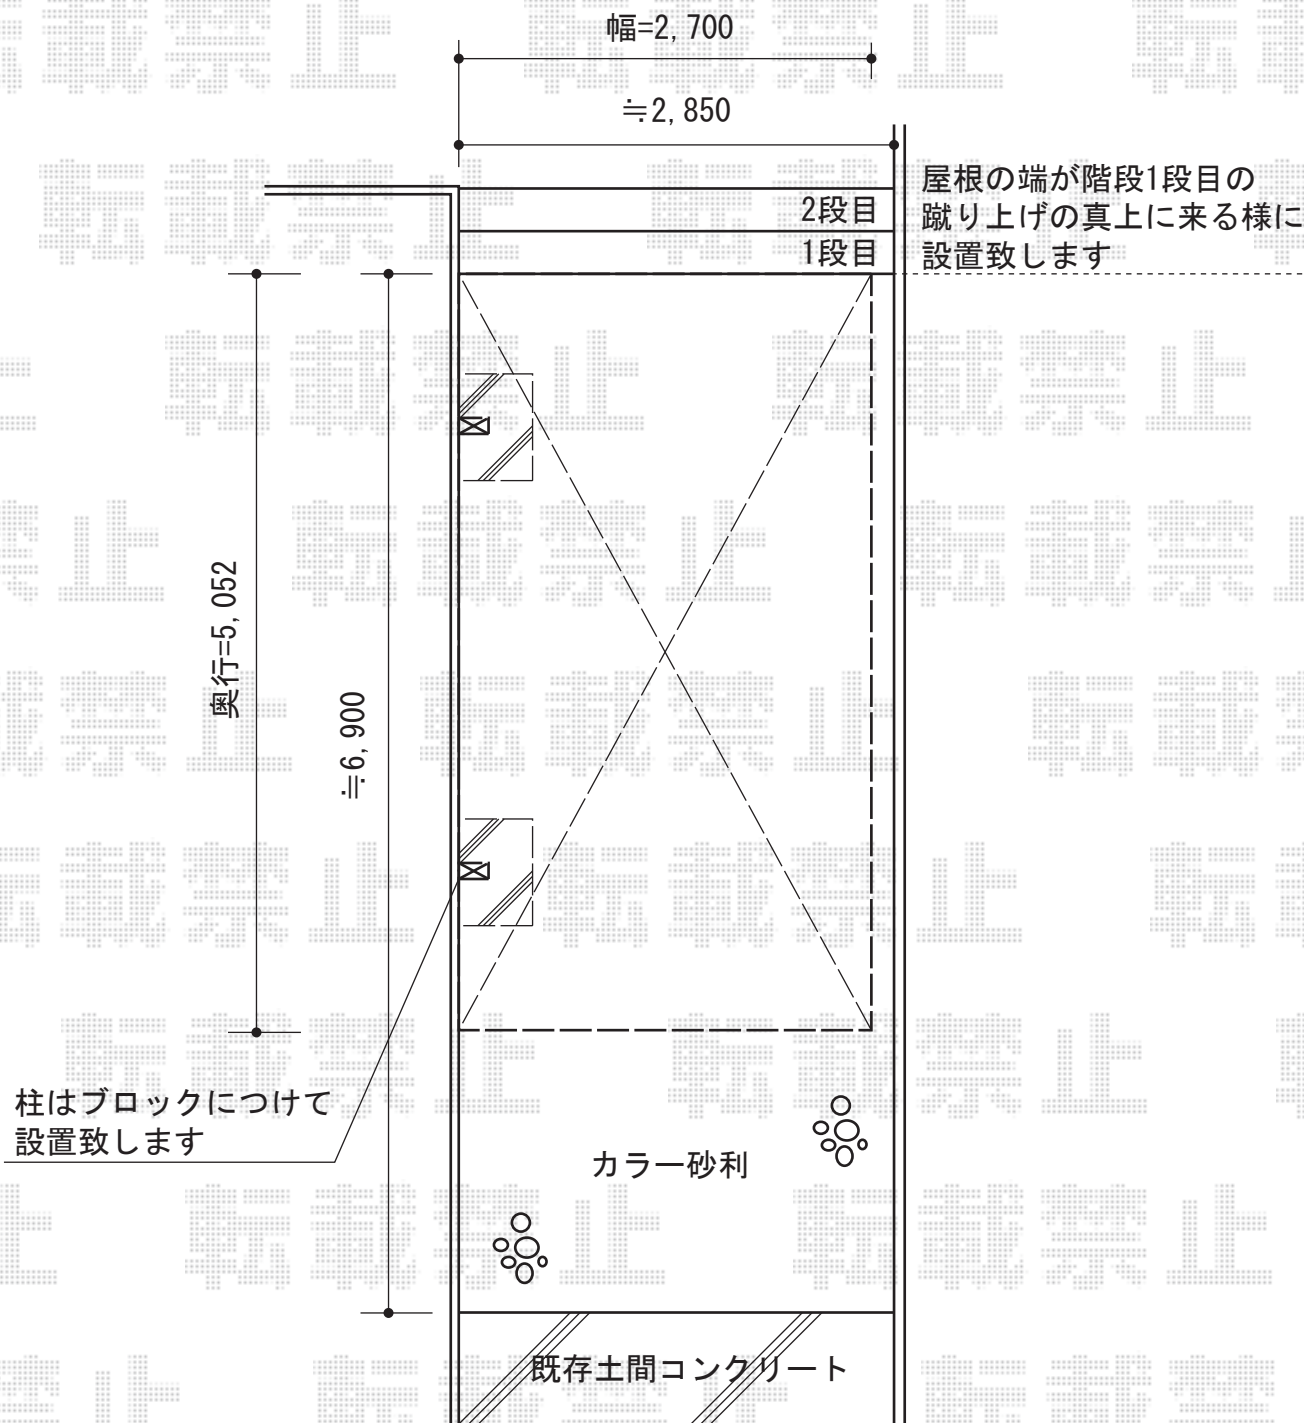 幅=2,700
≒2,850
屋根の端が階段1段目の
蹴り上げの真上に来る様に
設置致します
2段目
1段目
奥行=5,052
≒6,900
柱はブロックにつけて
設置致します
カラー砂利
既存土間コンクリート
転載禁止